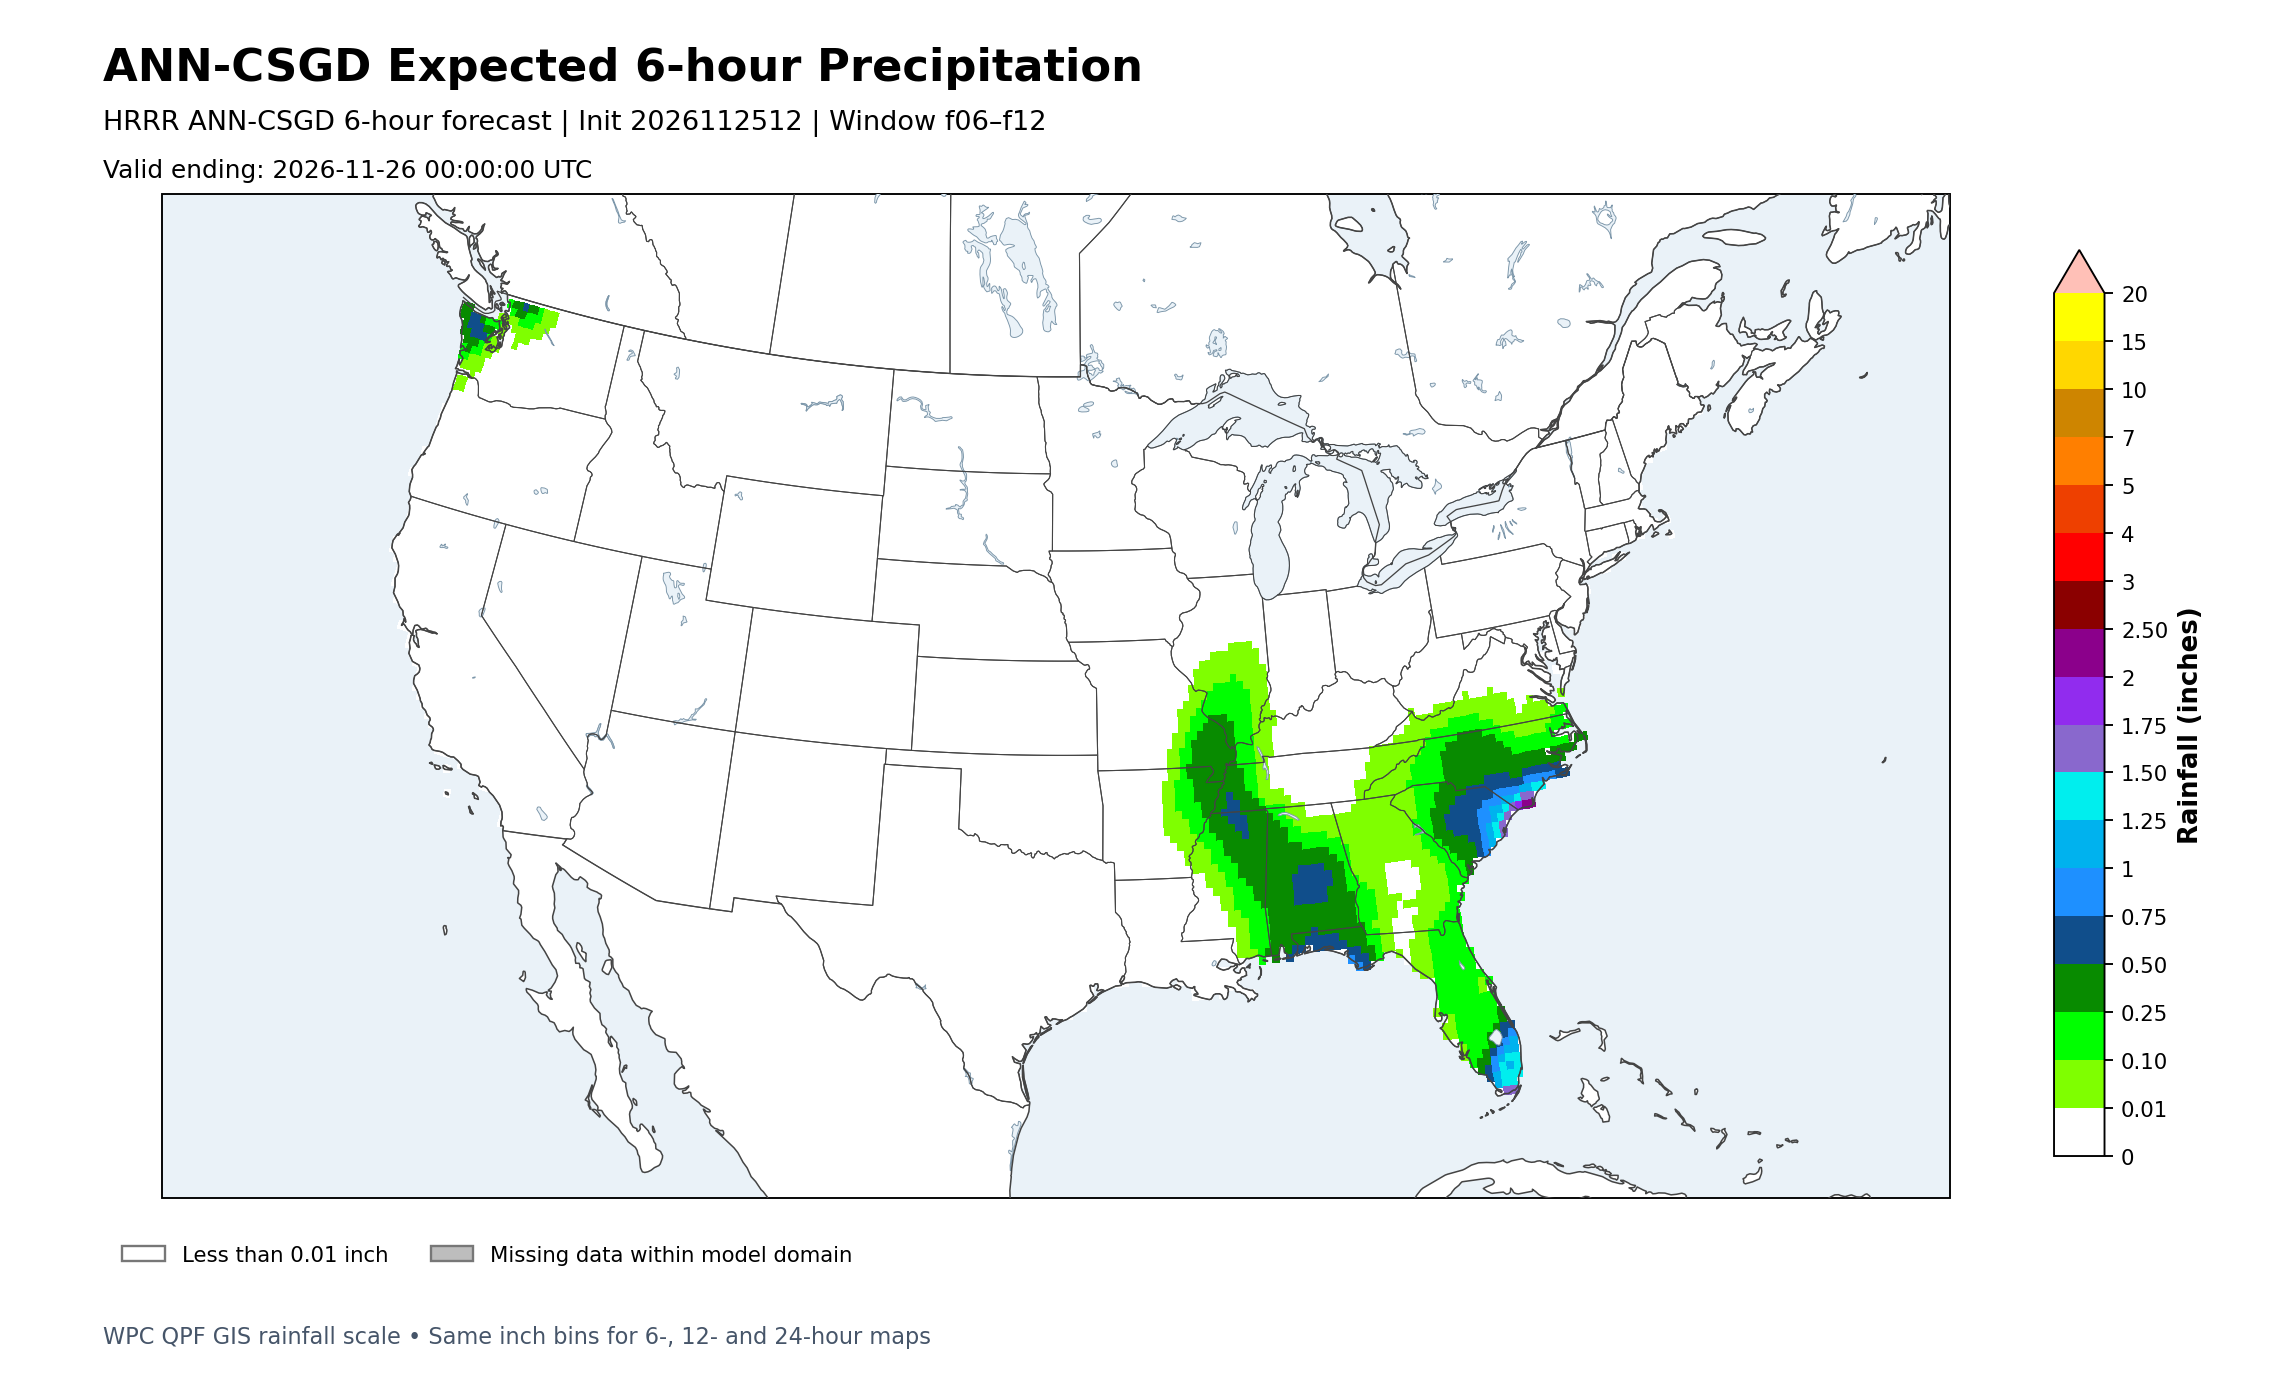 ANN-CSGD Expected 6-hour Precipitation
HRRR ANN-CSGD 6-hour forecast | Init 2026112512 | Window f06–f12
Valid ending: 2026-11-26 00:00:00 UTC
20
15
10
7
5
4
3
2.50
2
1.75
1.50
1.25
1
0.75
0.50
0.25
0.10
0.01
0
Rainfall (inches)
Less than 0.01 inch
Missing data within model domain
WPC QPF GIS rainfall scale • Same inch bins for 6-, 12- and 24-hour maps